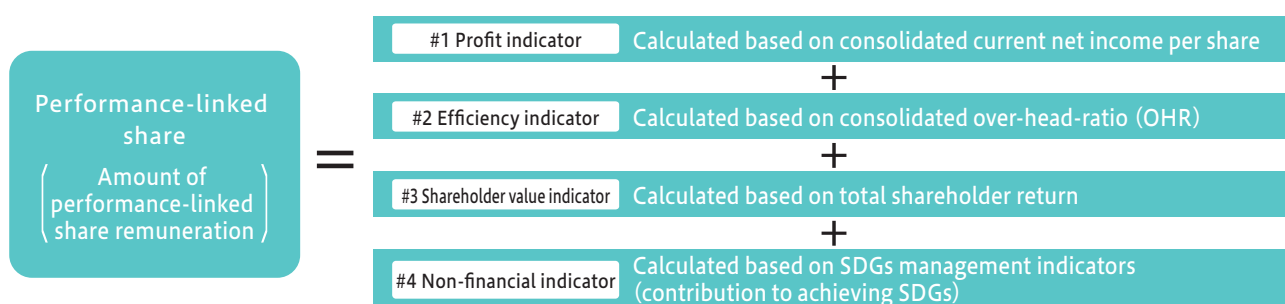 Performance-linked
share
(Amount of
performance-linked
share remuneration)
=
#1 Profit indicator Calculated based on consolidated current net income per share
+
#2 Efficiency indicator Calculated based on consolidated over-head-ratio (OHR)
+
#3 Shareholder value indicator Calculated based on total shareholder return
+
#4 Non-financial indicator Calculated based on SDGs management indicators
(contribution to achieving SDGs)